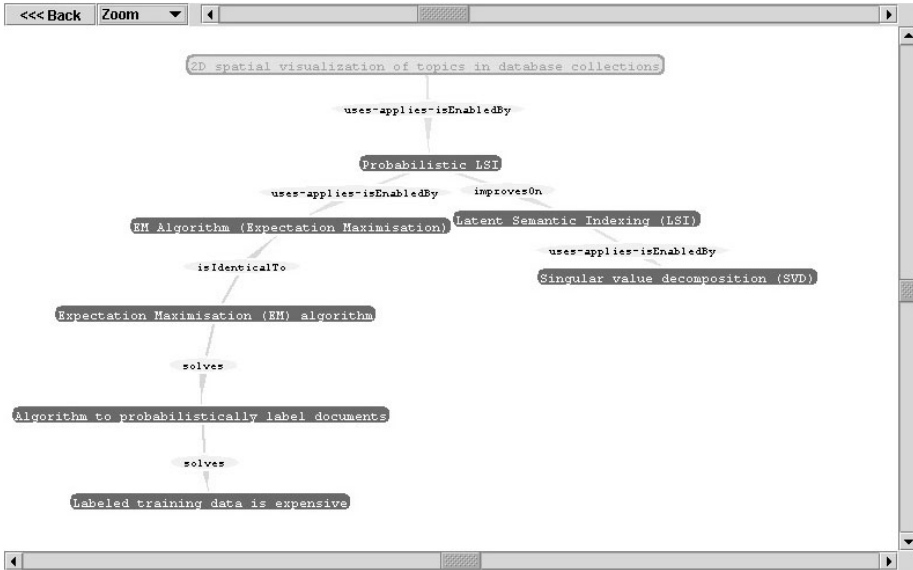 <<< Back
Zoom
2D spatial visualization of topics in database collections
uses-applies-isEnabledBy
Probabilistic LSI
uses-applies-isEnabledBy
improvesOn
EM Algorithm (Expectation Maximisation)
Latent Semantic Indexing (LSI)
uses-applies-isEnabledBy
isIdenticalTo
Singular value decomposition (SVD)
Expectation Maximisation (EM) algorithm
solves
Algorithm to probabilistically label documents
solves
Labeled training data is expensive